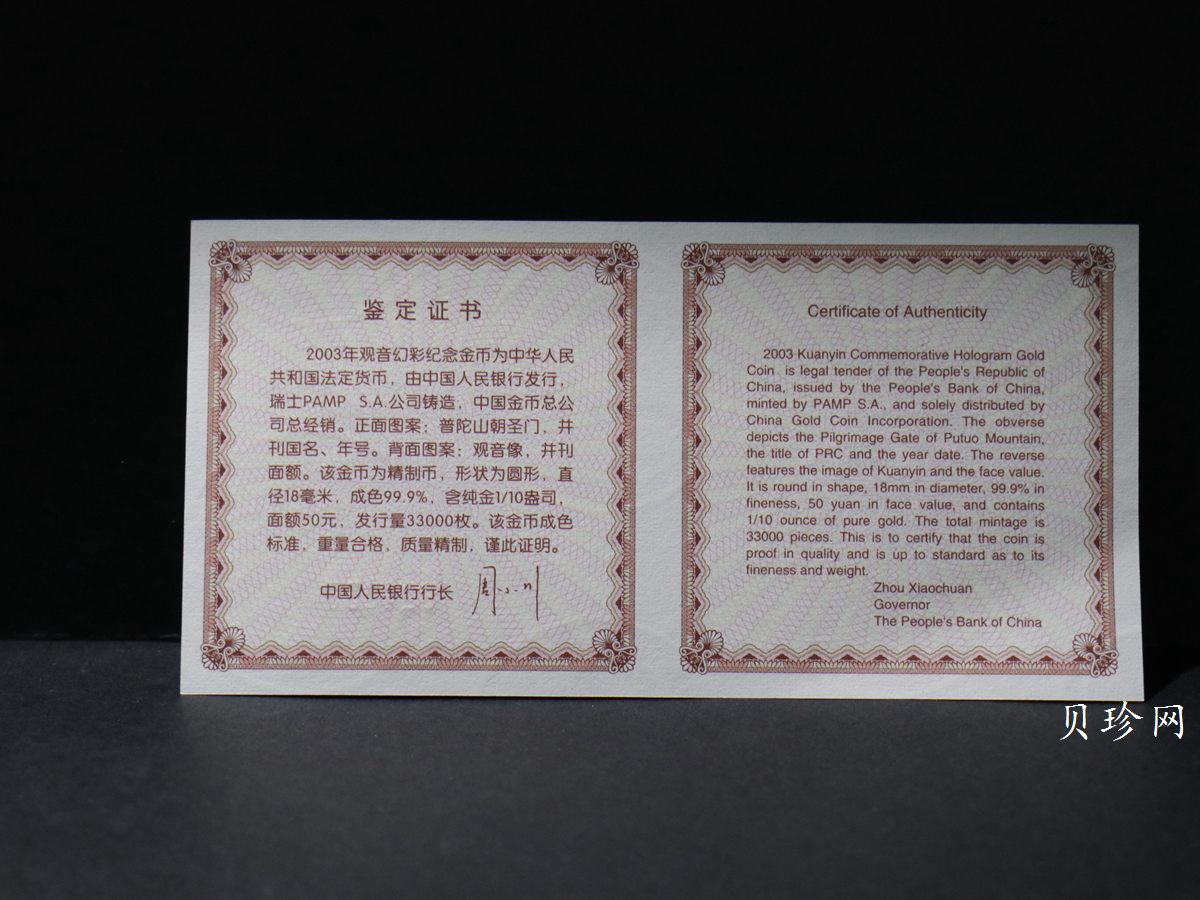 鉴定证书
2003年观音幻彩纪念金币为中华人民
共和国法定货币，由中国人民银行发行，
瑞士PAMP S.A.公司铸造，中国金币总公
司总经销。正面图案：普陀山朝圣门，并
刊国名、年号。背面图案：观音像，并刊
面额。该金币为精制币，形状为圆形，直
径18毫米，成色99.9%，含纯金1/10盎司，
面额50元，发行量33000枚。该金币成色
标准，重量合格，质量精制，谨此证明。
中国人民银行行长 周小川
Certificate of Authenticity
2003 Kuanyin Commemorative Hologram Gold
Coin is legal tender of the People's Republic of
China, issued by the People's Bank of China,
minted by PAMP S.A., and solely distributed by
China Gold Coin Incorporation. The obverse
depicts the Pilgrimage Gate of Putuo Mountain,
the title of PRC and the year date. The reverse
features the image of Kuanyin and the face value.
It is round in shape, 18mm in diameter, 99.9% in
fineness, 50 yuan in face value, and contains
1/10 ounce of pure gold. The total mintage is
33000 pieces. This is to certify that the coin is
proof in quality and is up to standard as to its
fineness and weight.
Zhou Xiaochuan
Governor
The People's Bank of China
贝珍网